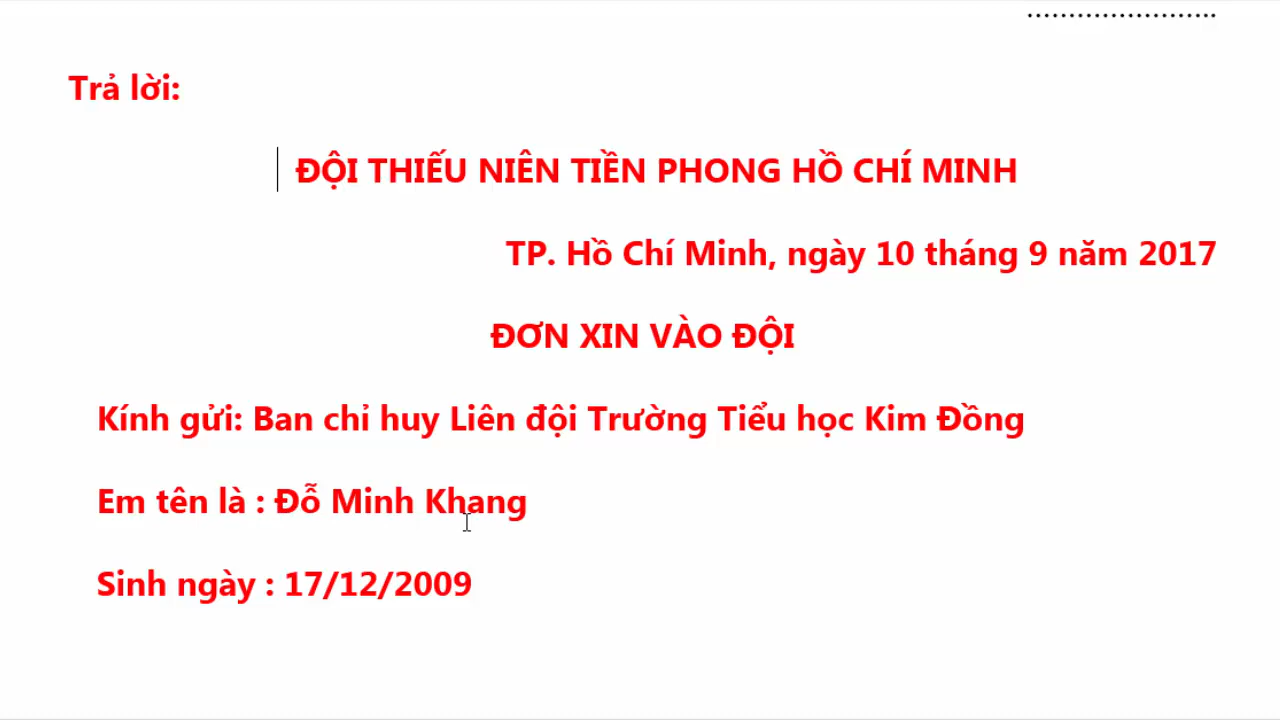 ........................
Trả lời:
ĐỘI THIẾU NIÊN TIỀN PHONG HỒ CHÍ MINH
TP. Hồ Chí Minh, ngày 10 tháng 9 năm 2017
ĐƠN XIN VÀO ĐỘI
Kính gửi: Ban chỉ huy Liên đội Trường Tiểu học Kim Đồng
Em tên là : Đỗ Minh Khang
Sinh ngày : 17/12/2009